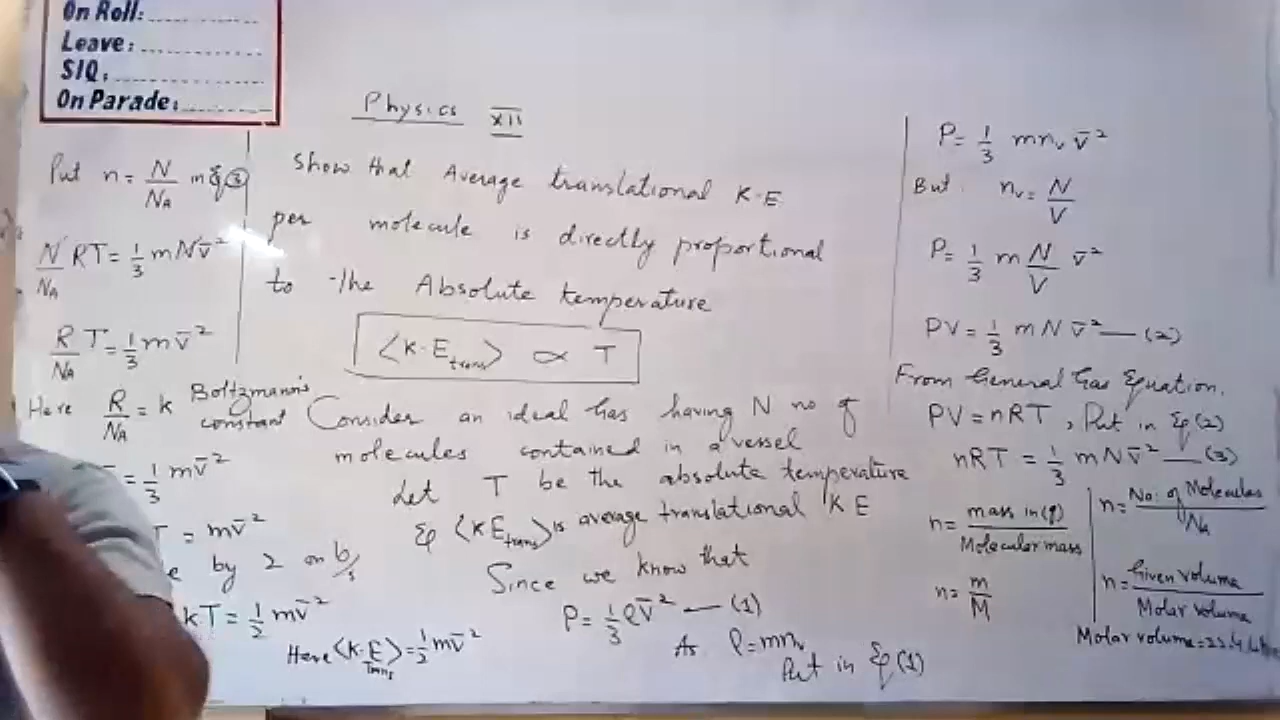 On Roll:
Leave:
SIQ:
On Parade:
Physics XII
Show that Average translational K.E
per molecule is directly proportional
to the Absolute temperature
<K.E trans> ∝ T
Consider an ideal Gas having N no of
molecules contained in a vessel
Let T be the absolute temperature
& <KE trans> is average translational KE
Since we know that
P = 1/3 ρv̄² — (1)
As ρ = mnᵥ
Put in Eq (1)
P = 1/3 mnᵥ v̄²
But nᵥ = N/V
P = 1/3 m N/V v̄²
PV = 1/3 mN v̄² — (2)
From General Gas Equation.
PV = nRT, Put in Eq (2)
nRT = 1/3 mNv̄² — (3)
n = mass in (g)/Molecular mass
n = m/M
n = No: of Molecules/N_A
n = Given volume/Molar volume
Molar volume = 22.4
Put n = N/N_A in Eq (3)
N/N_A RT = 1/3 mNv̄²
R/N_A T = 1/3 mv̄²
Here R/N_A = k Boltzmann's constant
= 1/3 mv̄²
T = mv̄²
by 2 on b/s
kT = 1/2 mv̄²
Here <K.E Trans> = 1/2 mv̄²